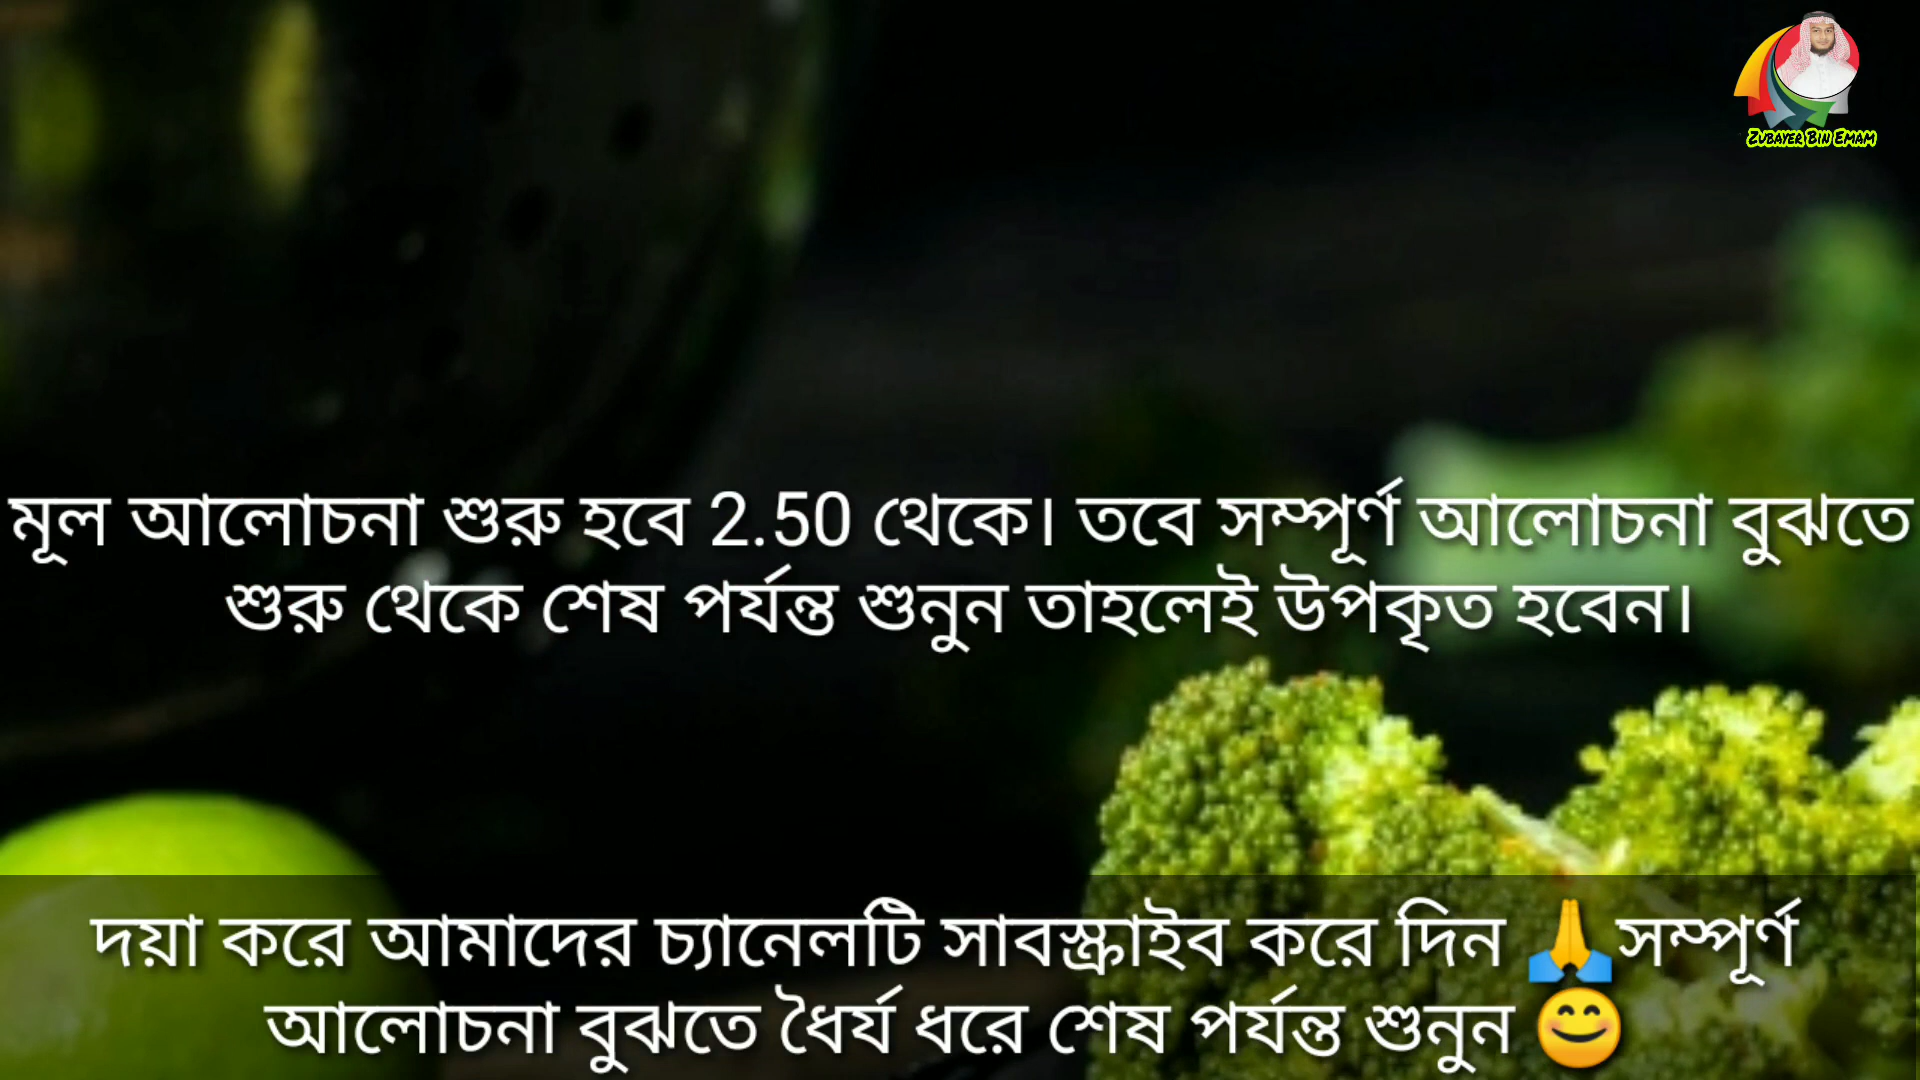 Zubayer Bin Emam
মূল আলোচনা শুরু হবে 2.50 থেকে। তবে সম্পূর্ণ আলোচনা বুঝতে
শুরু থেকে শেষ পর্যন্ত শুনুন তাহলেই উপকৃত হবেন।
দয়া করে আমাদের চ্যানেলটি সাবস্ক্রাইব করে দিন 🙏সম্পূর্ণ
আলোচনা বুঝতে ধৈর্য ধরে শেষ পর্যন্ত শুনুন 😊